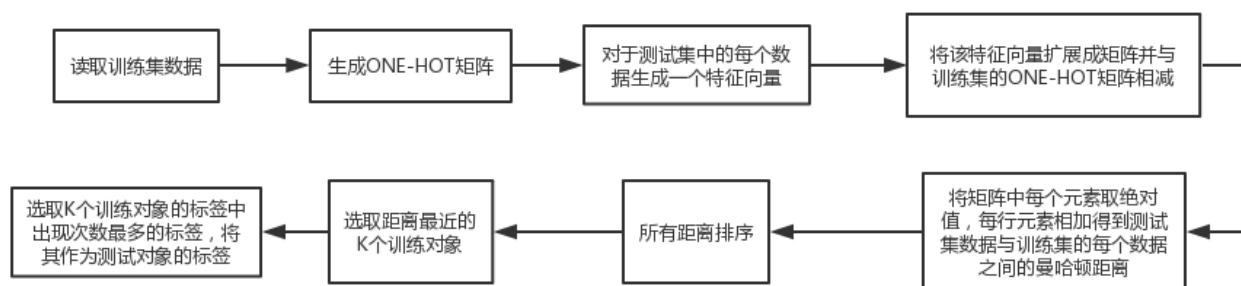 读取训练集数据
生成ONE-HOT矩阵
对于测试集中的每个数
据生成一个特征向量
将该特征向量扩展成矩阵并与
训练集的ONE-HOT矩阵相减
将矩阵中每个元素取绝对
值，每行元素相加得到测试
集数据与训练集的每个数据
之间的曼哈顿距离
所有距离排序
选取距离最近的
K个训练对象
选取K个训练对象的标签中
出现次数最多的标签，将
其作为测试对象的标签